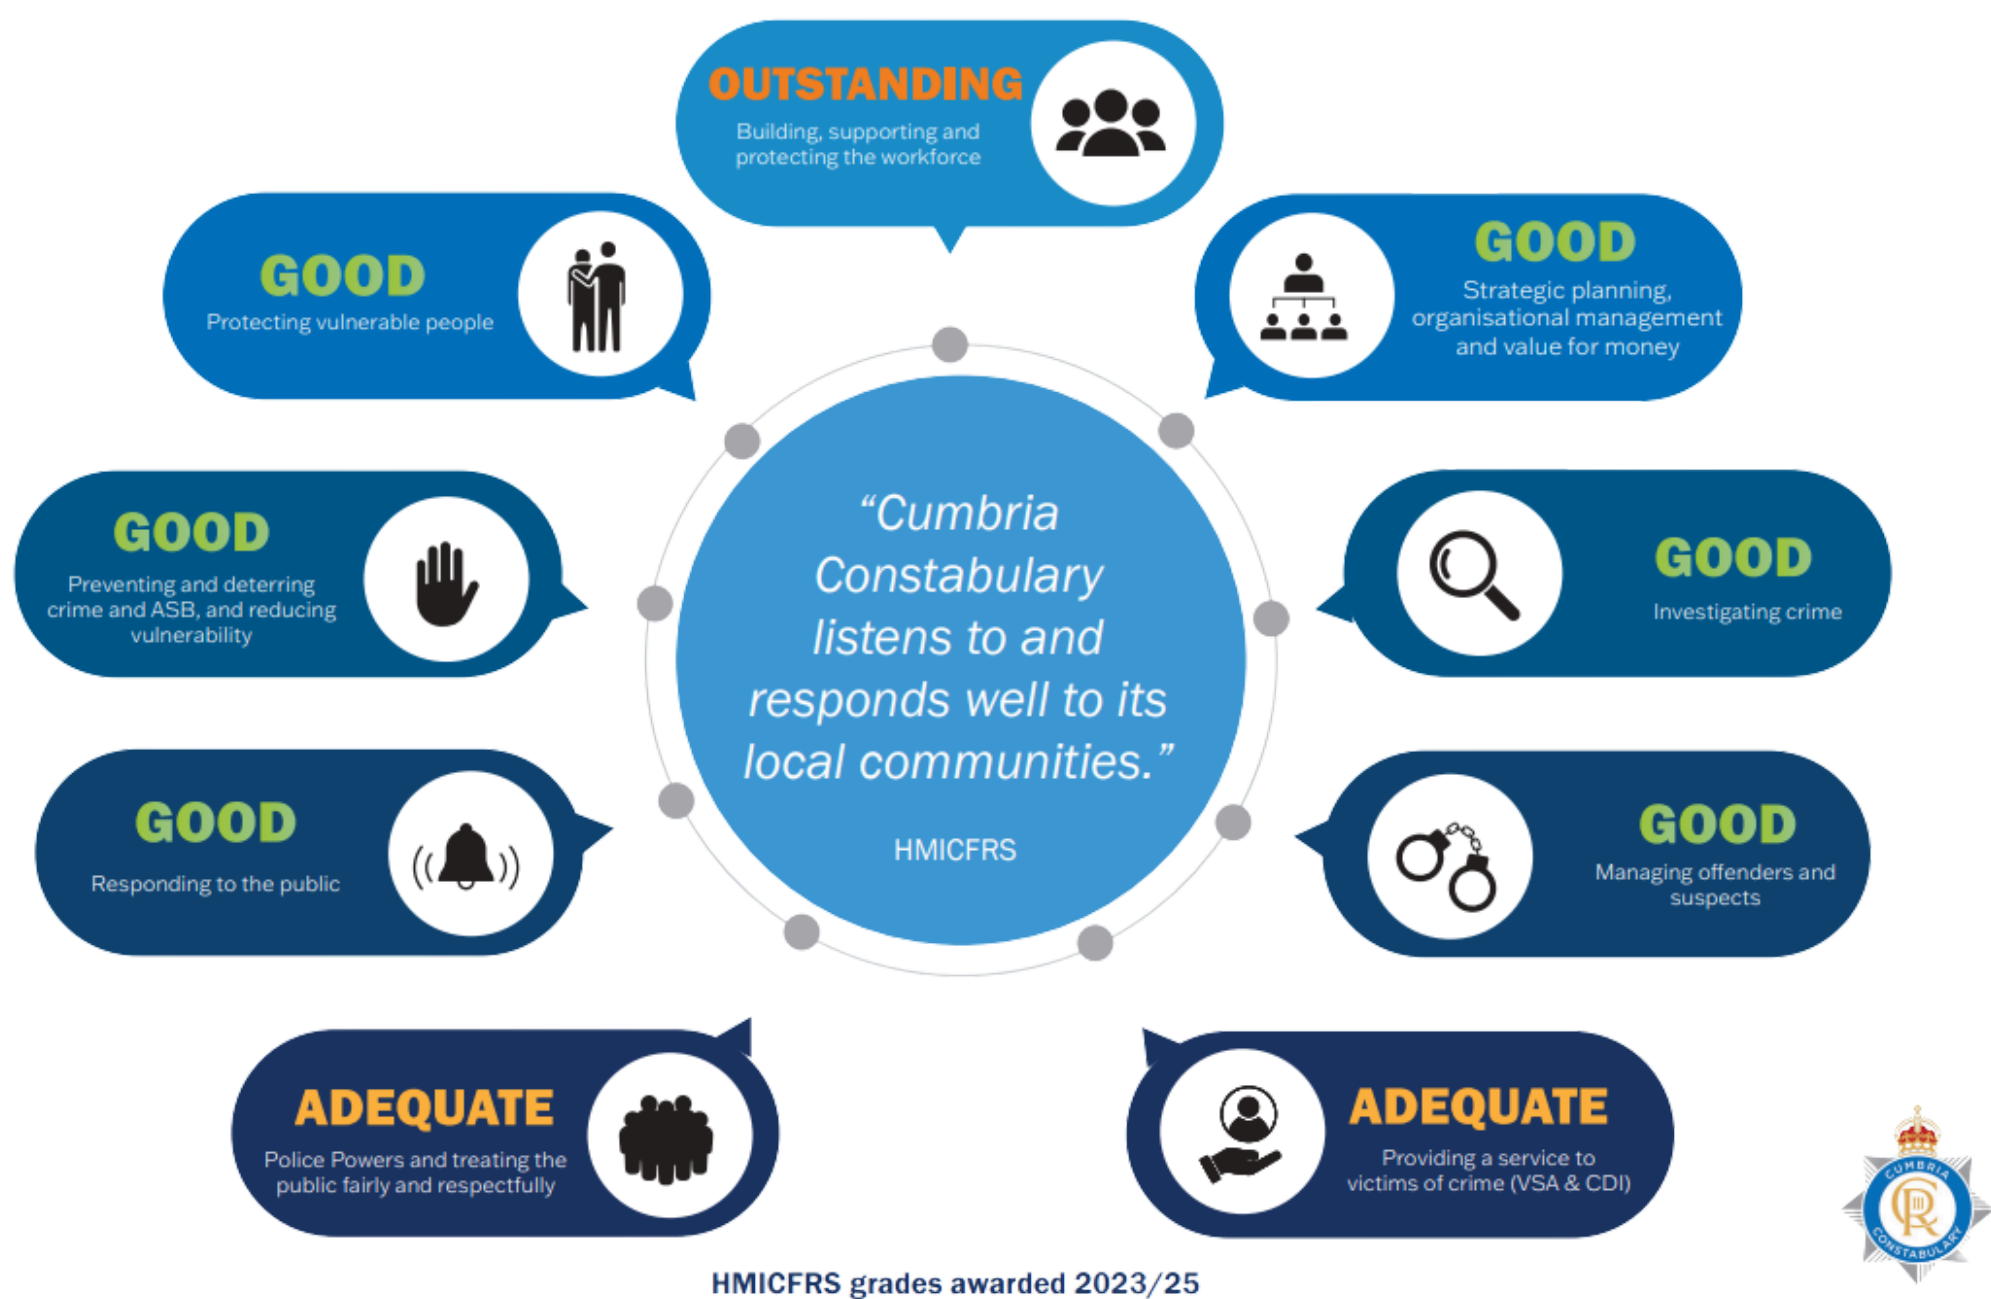 OUTSTANDING
Building, supporting and
protecting the workforce
GOOD
Protecting vulnerable people
GOOD
Strategic planning,
organisational management
and value for money
GOOD
Preventing and deterring
crime and ASB, and reducing
vulnerability
GOOD
Investigating crime
“Cumbria
Constabulary
listens to and
responds well to its
local communities.”
HMICFRS
GOOD
Responding to the public
GOOD
Managing offenders and
suspects
ADEQUATE
Police Powers and treating the
public fairly and respectfully
ADEQUATE
Providing a service to
victims of crime (VSA & CDI)
CUMBRIA
CONSTABULARY
HMICFRS grades awarded 2023/25